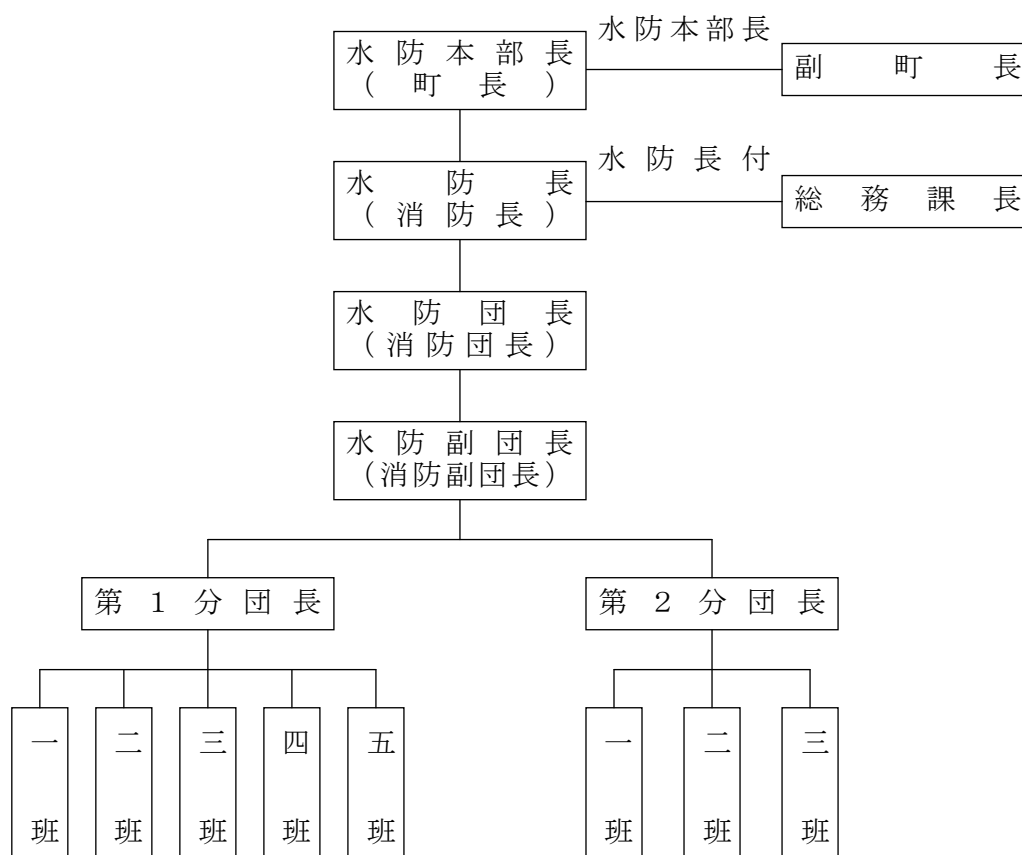 水防本部長
水防本部長
(町長)
副町長
水防長付
水防長
(消防長)
総務課長
水防団長
(消防団長)
水防副団長
(消防副団長)
第1分団長
第2分団長
一班
二班
三班
四班
五班
一班
二班
三班